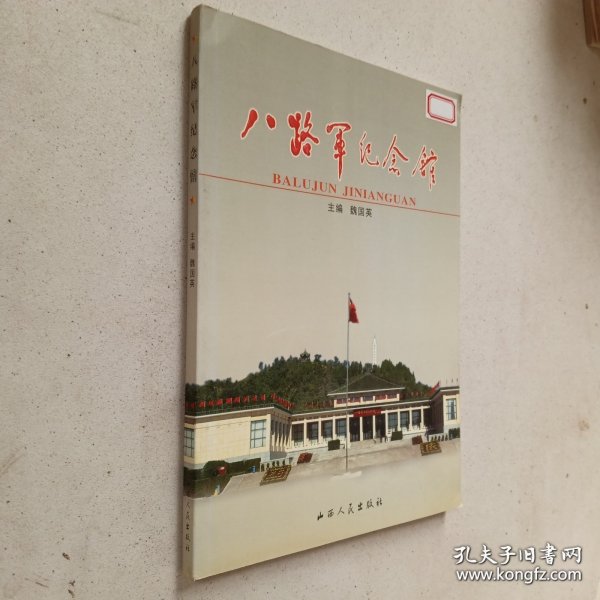 八路军纪念馆
主编 魏国英
八路軍纪念館
BALUJUN JINIANGUAN
主编 魏国英
山西人民出版社
孔夫子旧书网
www.kongfz.com